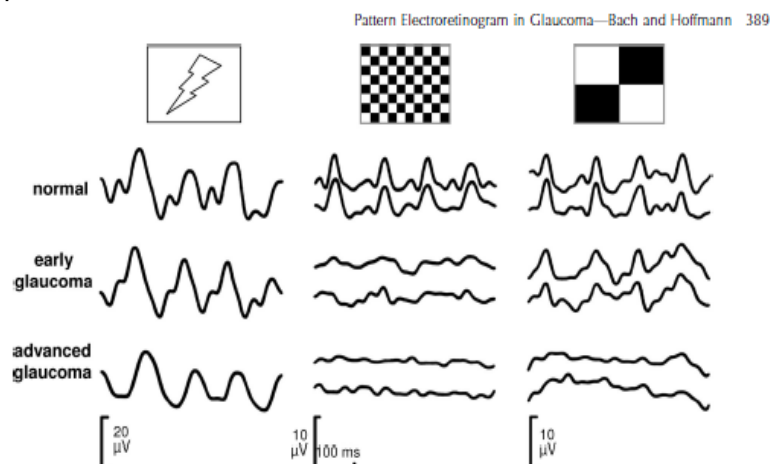 Pattern Electroretinogram in Glaucoma—Bach and Hoffmann 389
normal
early
glaucoma
advanced
glaucoma
20
μV
10
μV
100 ms
10
μV